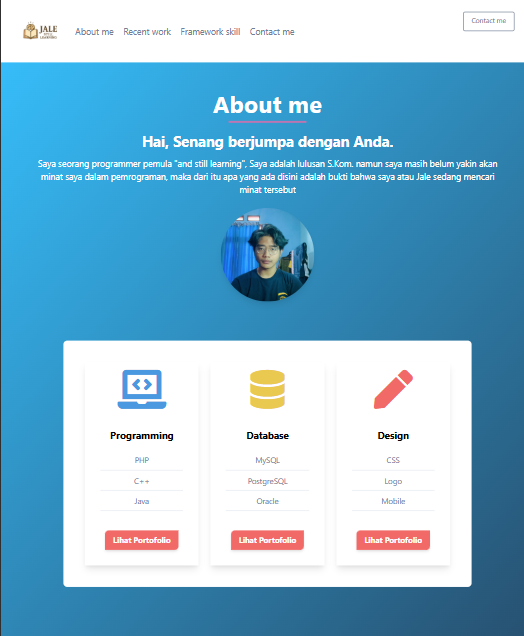 JALE
STILL
LEARNING
About me Recent work Framework skill Contact me
Contact me
About me
Hai, Senang berjumpa dengan Anda.
Saya seorang programmer pemula "and still learning", Saya adalah lulusan S.Kom. namun saya masih belum yakin akan
minat saya dalam pemrograman, maka dari itu apa yang ada disini adalah bukti bahwa saya atau Jale sedang mencari
minat tersebut
Programming
PHP
C++
Java
Lihat Portofolio
Database
MySQL
PostgreSQL
Oracle
Lihat Portofolio
Design
CSS
Logo
Mobile
Lihat Portofolio